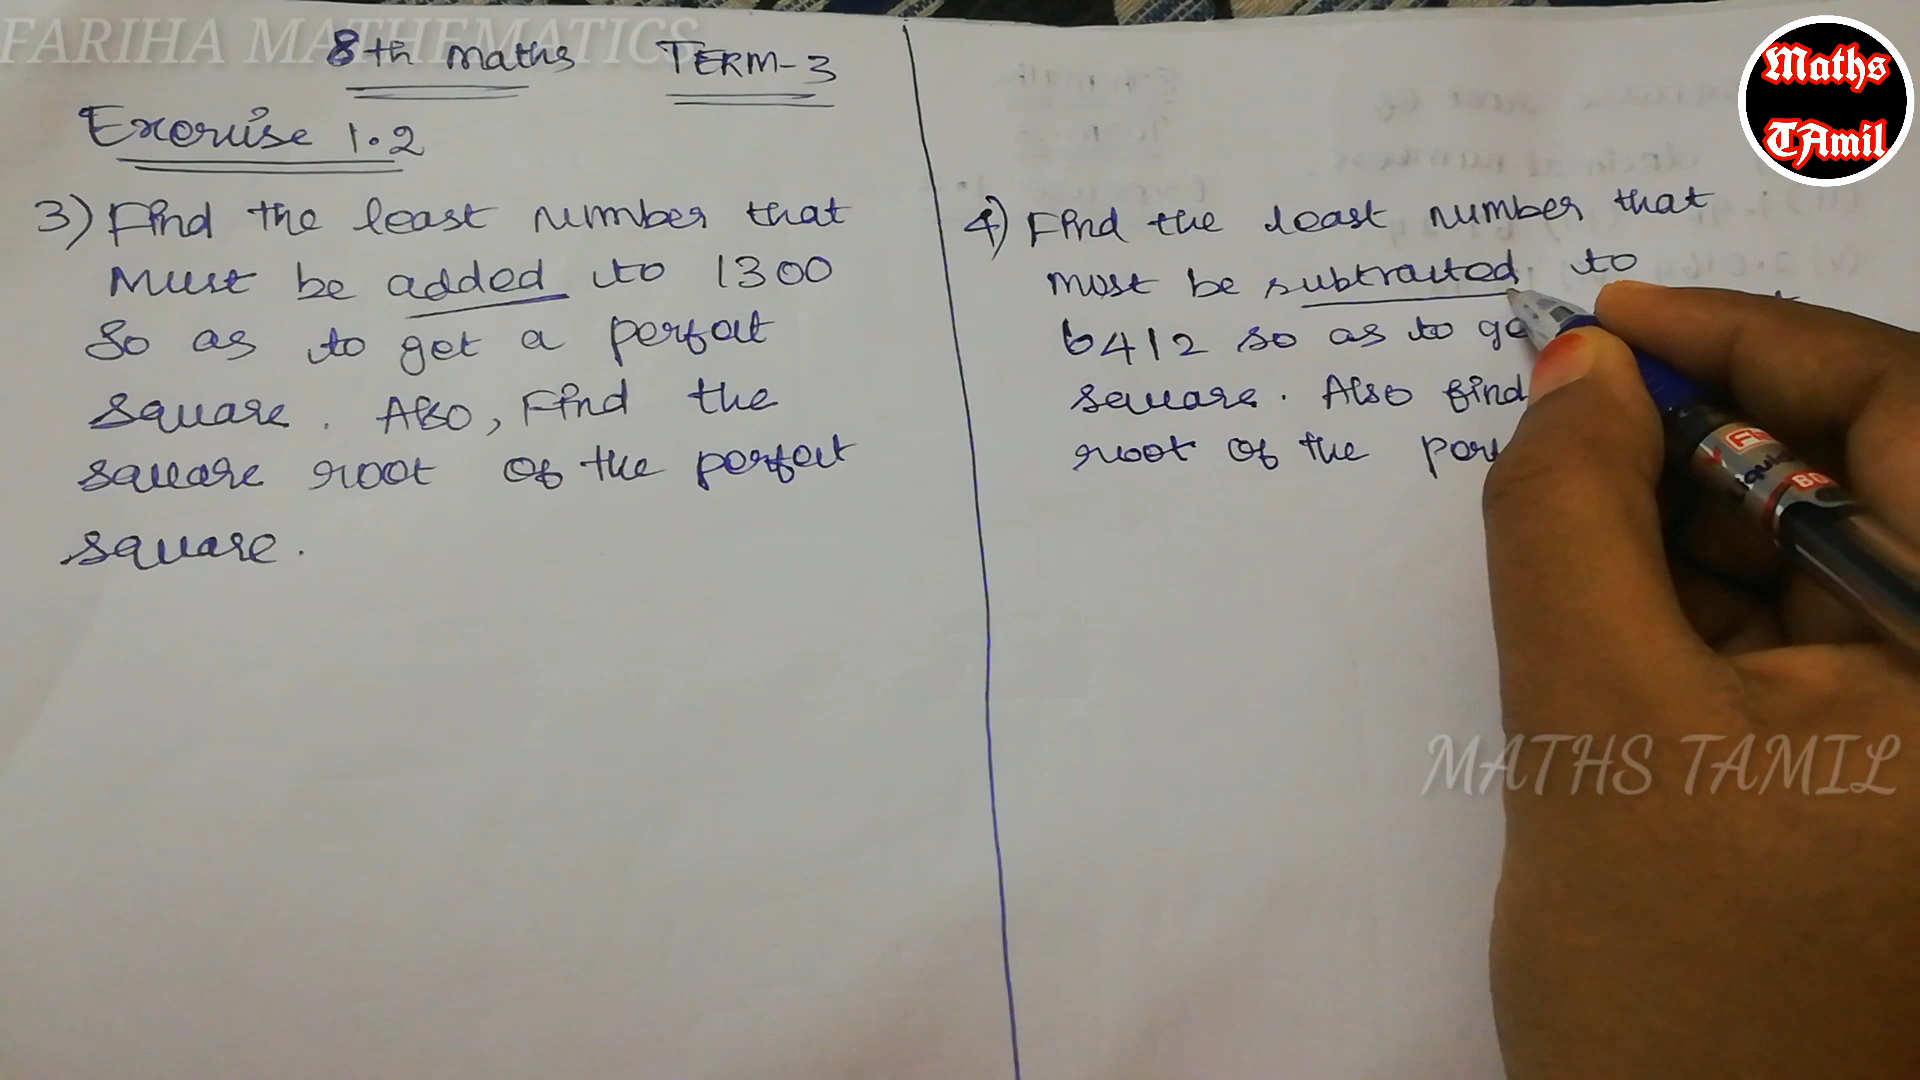 FARIHA MATHEMATICS
8th Maths TERM-3
Exercise 1.2
3) Find the least number that
Must be added to 1300
So as to get a perfect
square. Also, Find the
square root of the perfect
square.
4) Find the least number that
must be subtracted to
6412 so as to
square. Also find
root of the
Maths
TAmil
MATHS TAMIL